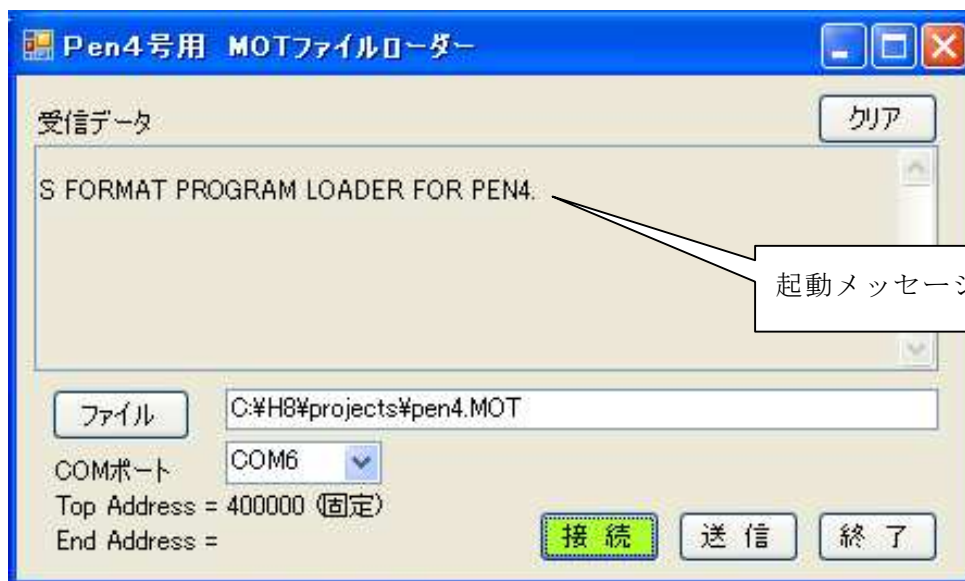 Pen4号用 MOTファイルローダー
受信データ
クリア
S FORMAT PROGRAM LOADER FOR PEN4.
起動メッセージ
ファイル
C:¥H8¥projects¥pen4.MOT
COMポート
COM6
Top Address = 400000 (固定)
End Address =
接 続
送 信
終 了